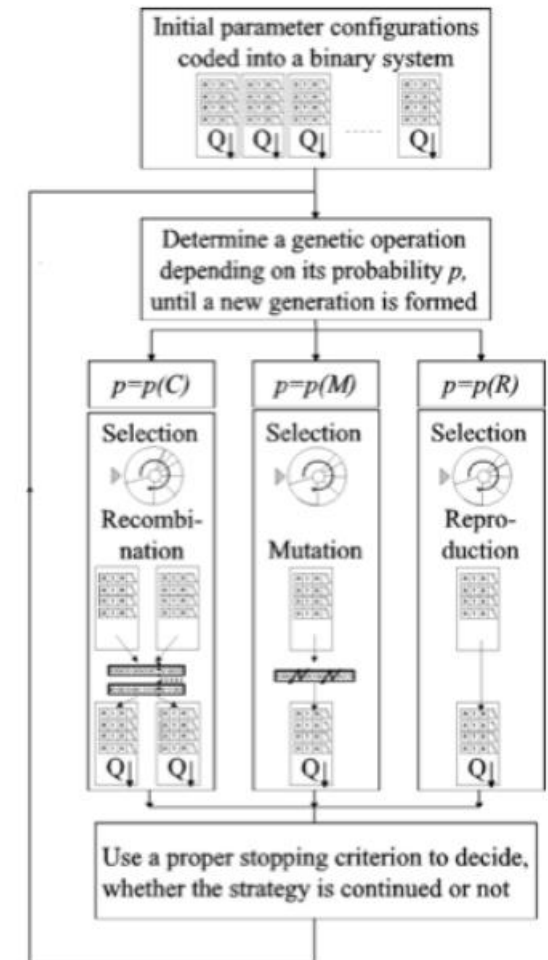 Initial parameter configurations
coded into a binary system
Q Q Q Q
Determine a genetic operation
depending on its probability p,
until a new generation is formed
p=p(C)
p=p(M)
p=p(R)
Selection
Recombi-
nation
Q Q
Selection
Mutation
Q
Selection
Repro-
duction
Q
Use a proper stopping criterion to decide,
whether the strategy is continued or not